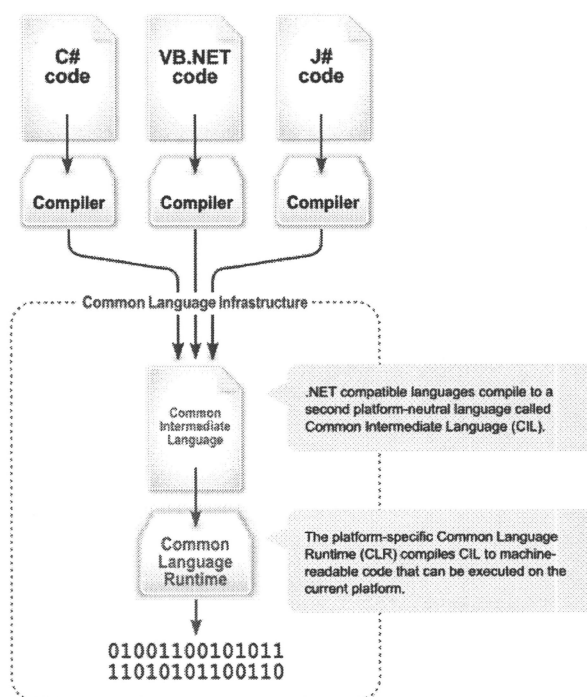 C#
code
VB.NET
code
J#
code
Compiler
Compiler
Compiler
Common Language Infrastructure
Common
Intermediate
Language
.NET compatible languages compile to a
second platform-neutral language called
Common Intermediate Language (CIL).
Common
Language
Runtime
The platform-specific Common Language
Runtime (CLR) compiles CIL to machine-
readable code that can be executed on the
current platform.
01001100101011
11010101100110